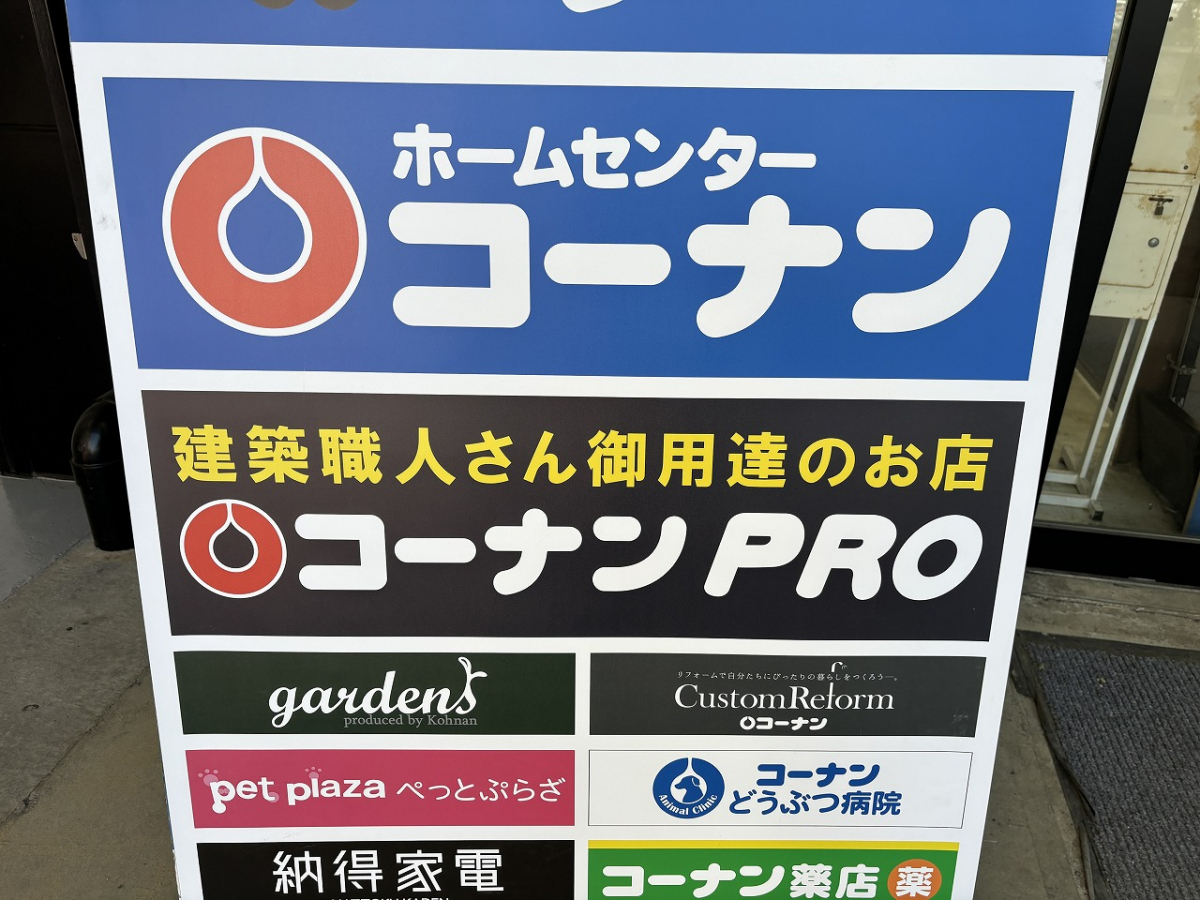 ホームセンター
コーナン
建築職人さん御用達のお店
コーナン PRO
gardens
produced by Kohnan
リフォームで自分たちにぴったりの暮らしをつくろう―。
CustomReform
コーナン
pet plaza ぺっとぷらざ
Animal Clinic
コーナン
どうぶつ病院
納得家電
コーナン薬店 薬